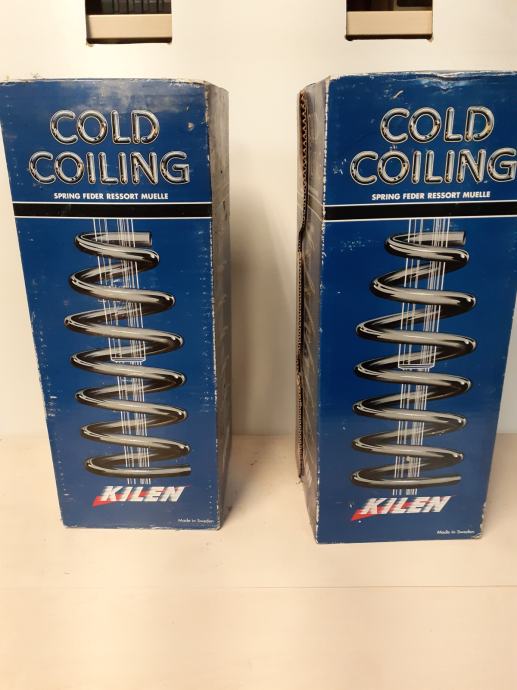 COLD
COILING
SPRING FEDER RESSORT MUELLE
KILEN
Made in Sweden
COLD
COILING
SPRING FEDER RESSORT MUELLE
KILEN
Made in Sweden